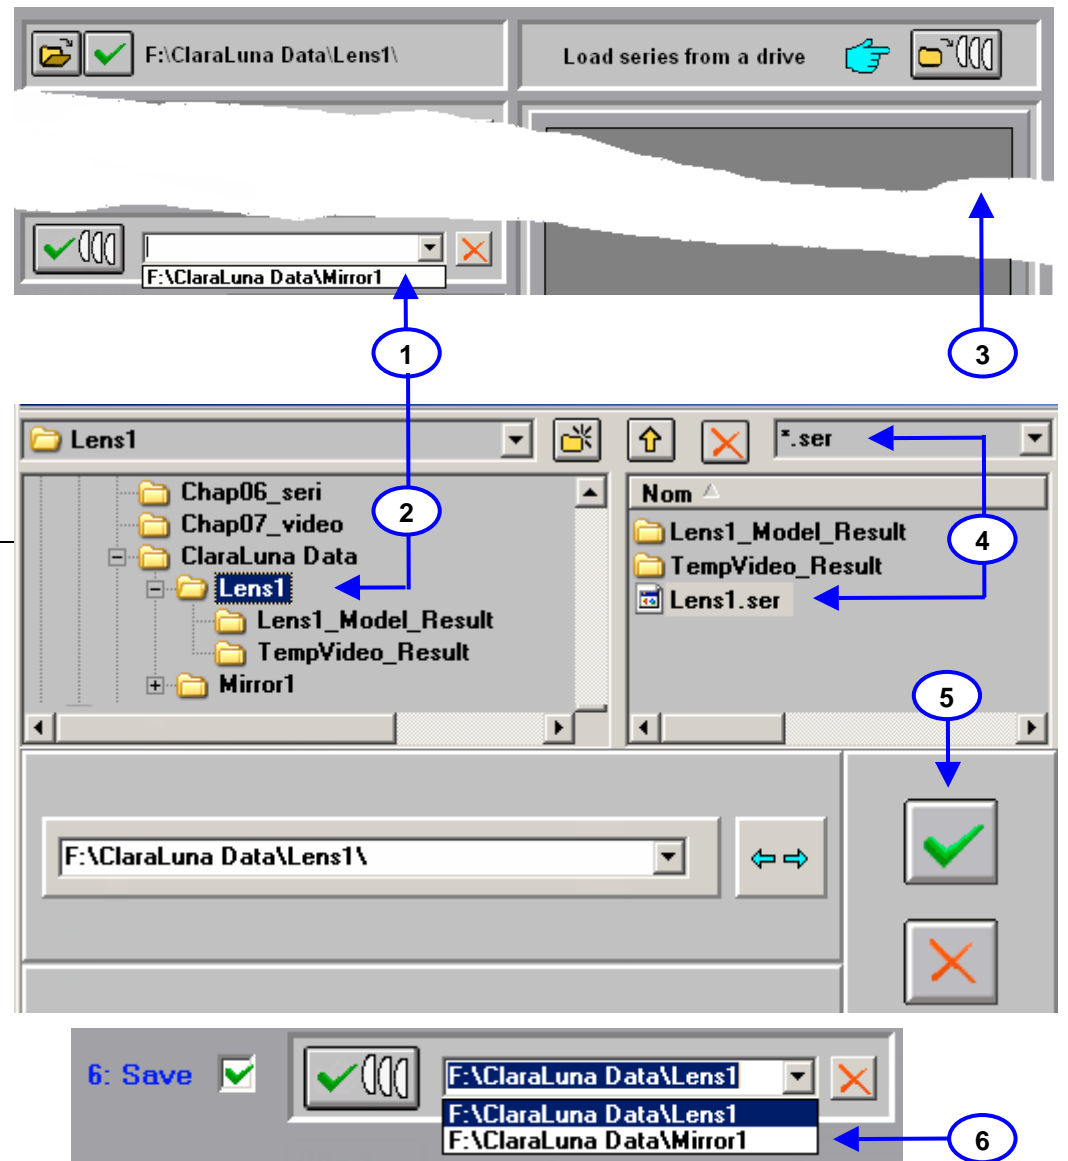 F:\ClaraLuna Data\Lens1\
Load series from a drive
F:\ClaraLuna Data\Mirror1
1
3
Lens1
*.ser
Chap06_seri
Chap07_video
ClaraLuna Data
Lens1
Lens1_Model_Result
TempVideo_Result
Mirror1
2
Nom
Lens1_Model_Result
TempVideo_Result
Lens1.ser
4
5
F:\ClaraLuna Data\Lens1\
6: Save
F:\ClaraLuna Data\Lens1
F:\ClaraLuna Data\Lens1
F:\ClaraLuna Data\Mirror1
6